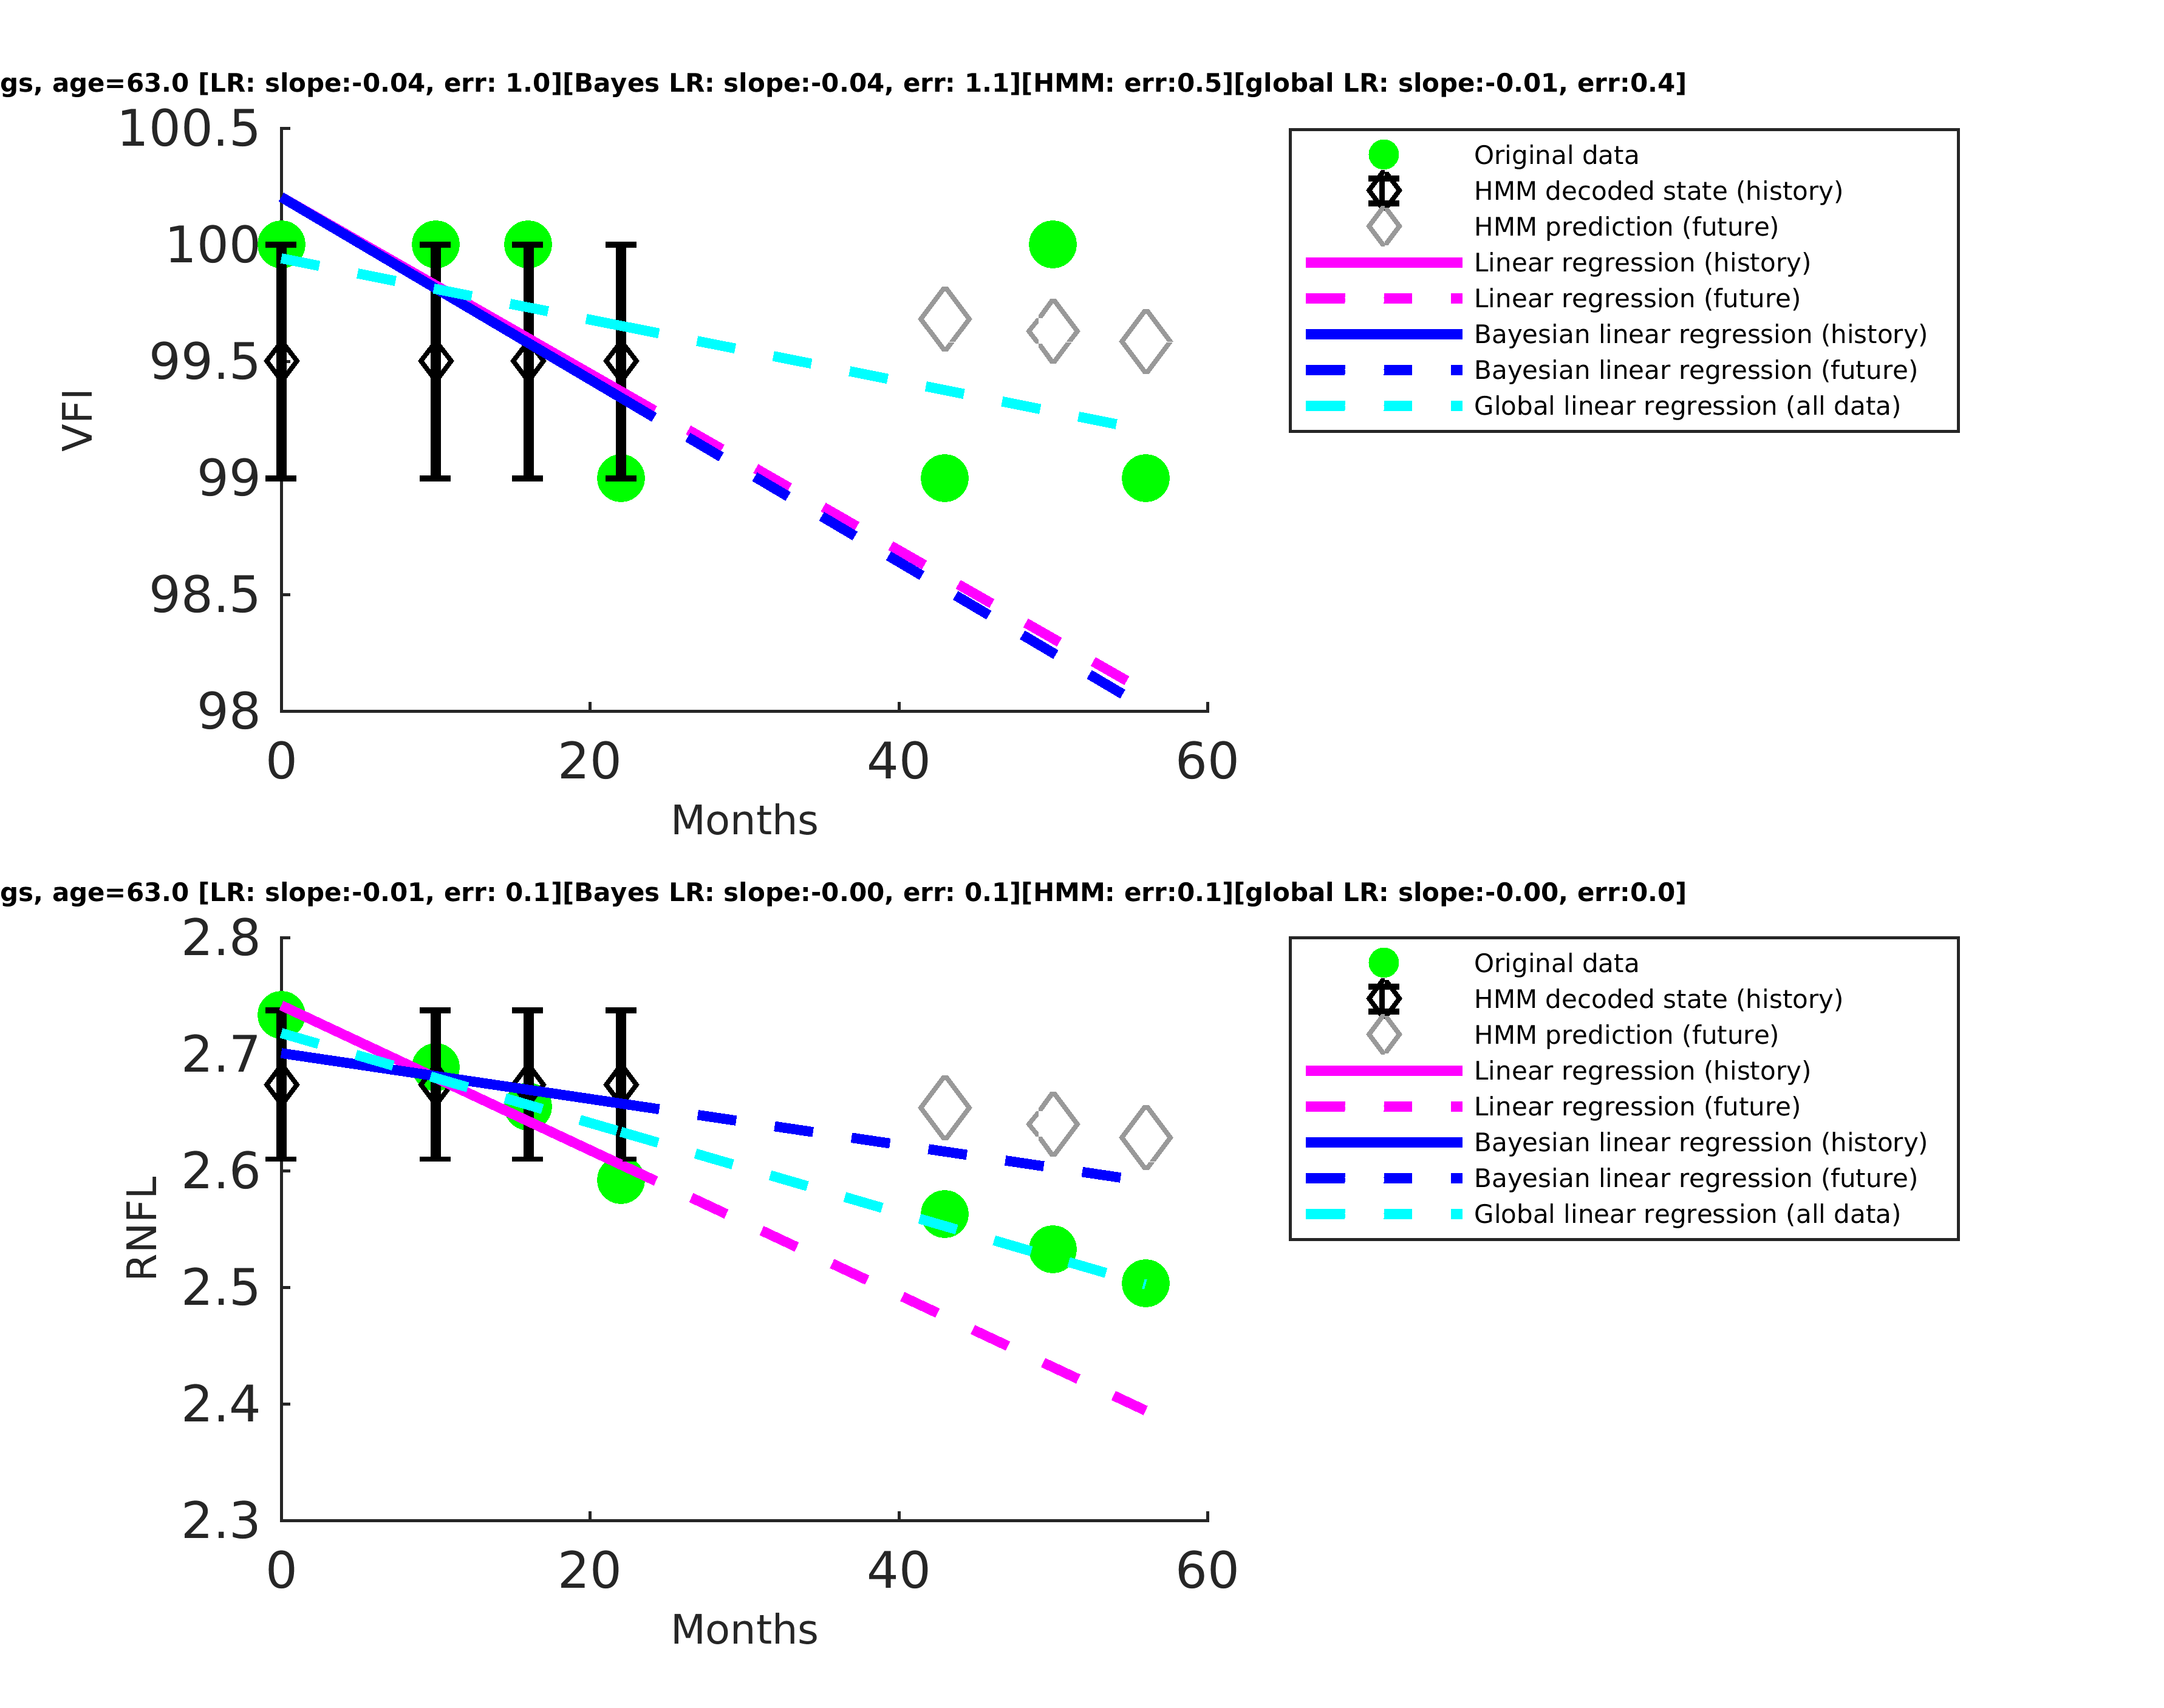 gs, age=63.0 [LR: slope:-0.04, err: 1.0][Bayes LR: slope:-0.04, err: 1.1][HMM: err:0.5][global LR: slope:-0.01, err:0.4]
100.5
100
99.5
99
98.5
98
VFI
0 20 40 60
Months
Original data
HMM decoded state (history)
HMM prediction (future)
Linear regression (history)
Linear regression (future)
Bayesian linear regression (history)
Bayesian linear regression (future)
Global linear regression (all data)
gs, age=63.0 [LR: slope:-0.01, err: 0.1][Bayes LR: slope:-0.00, err: 0.1][HMM: err:0.1][global LR: slope:-0.00, err:0.0]
2.8
2.7
2.6
2.5
2.4
2.3
RNFL
0 20 40 60
Months
Original data
HMM decoded state (history)
HMM prediction (future)
Linear regression (history)
Linear regression (future)
Bayesian linear regression (history)
Bayesian linear regression (future)
Global linear regression (all data)